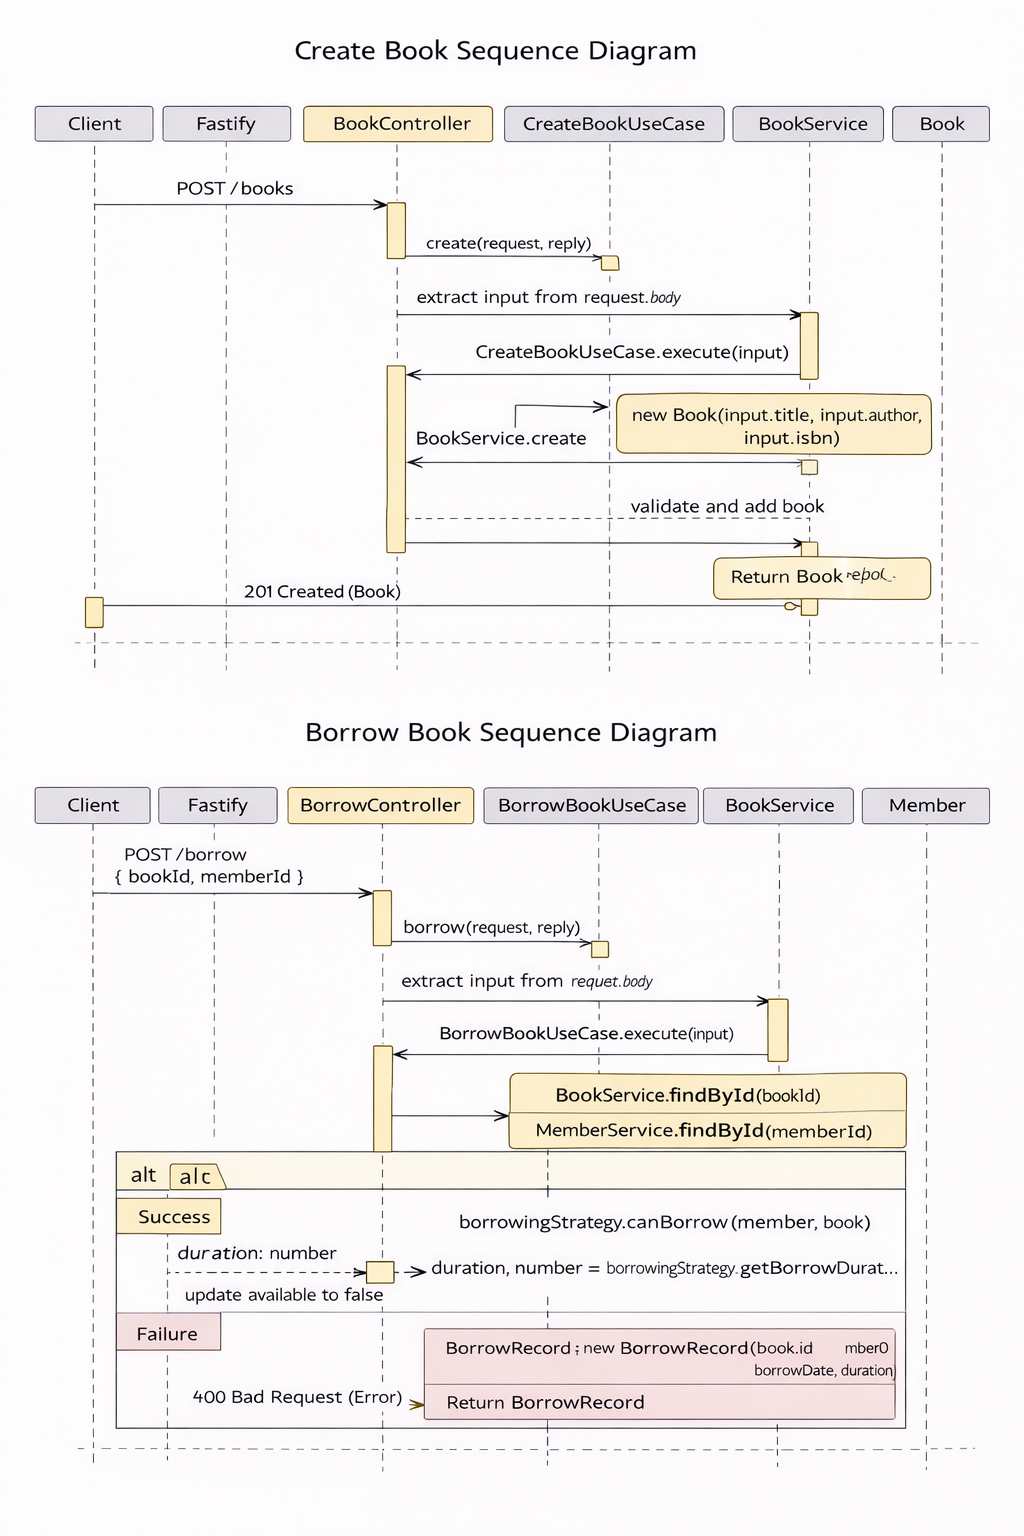 Create Book Sequence Diagram
Client
Fastify
BookController
CreateBookUseCase
BookService
Book
POST /books
create(request, reply)
extract input from request.body
CreateBookUseCase.execute(input)
new Book(input.title, input.author,
input.isbn)
BookService.create
validate and add book
Return Book
201 Created (Book)
Borrow Book Sequence Diagram
Client
Fastify
BorrowController
BorrowBookUseCase
BookService
Member
POST /borrow
{ bookId, memberId }
borrow(request, reply)
extract input from requet.body
BorrowBookUseCase.execute(input)
BookService.findById(bookId)
MemberService.findById(memberId)
alt alc
Success
borrowingStrategy.canBorrow(member, book)
duration: number
duration, number = borrowingStrategy.getBorrowDurat...
update available to false
Failure
BorrowRecord ; new BorrowRecord(book.id mber0
borrowDate, duration)
400 Bad Request (Error)
Return BorrowRecord